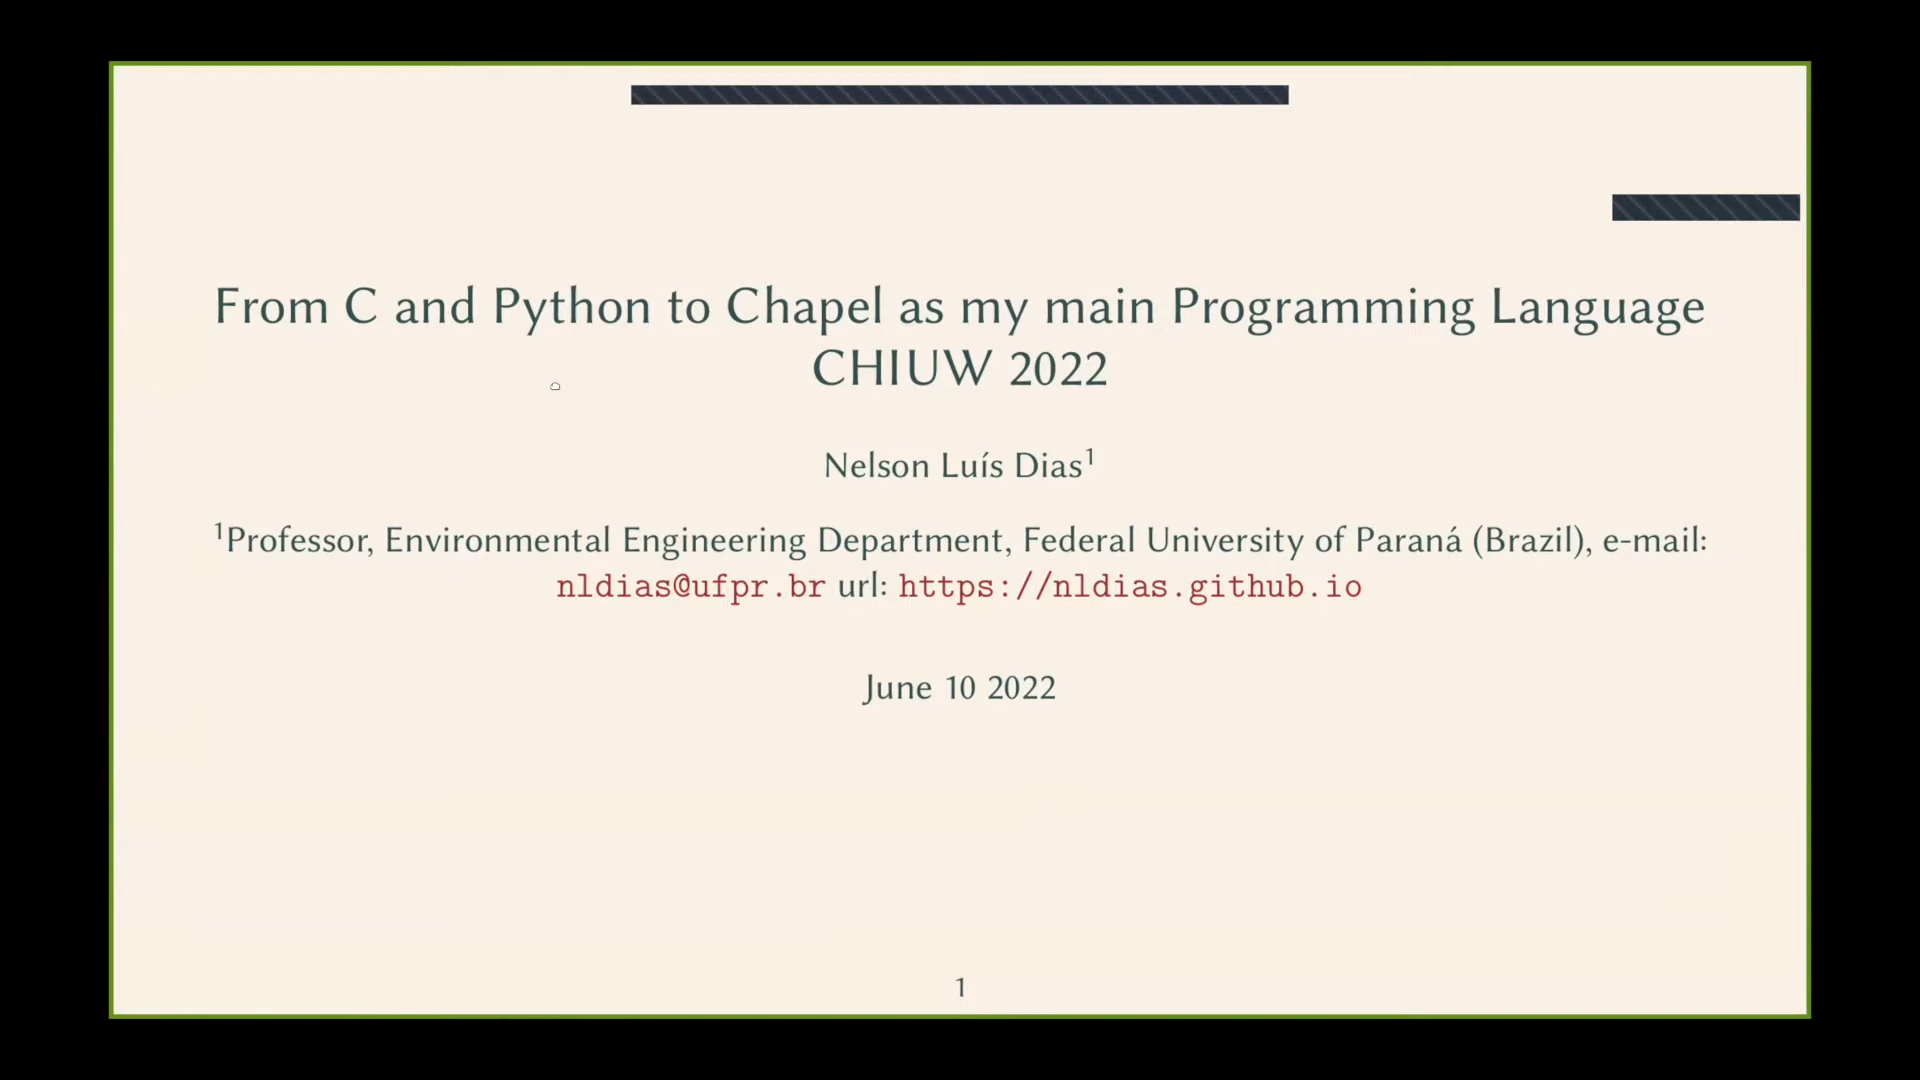 From C and Python to Chapel as my main Programming Language
CHIUW 2022
Nelson Luís Dias¹
¹Professor, Environmental Engineering Department, Federal University of Paraná (Brazil), e-mail:
nldias@ufpr.br url: https://nldias.github.io
June 10 2022
1